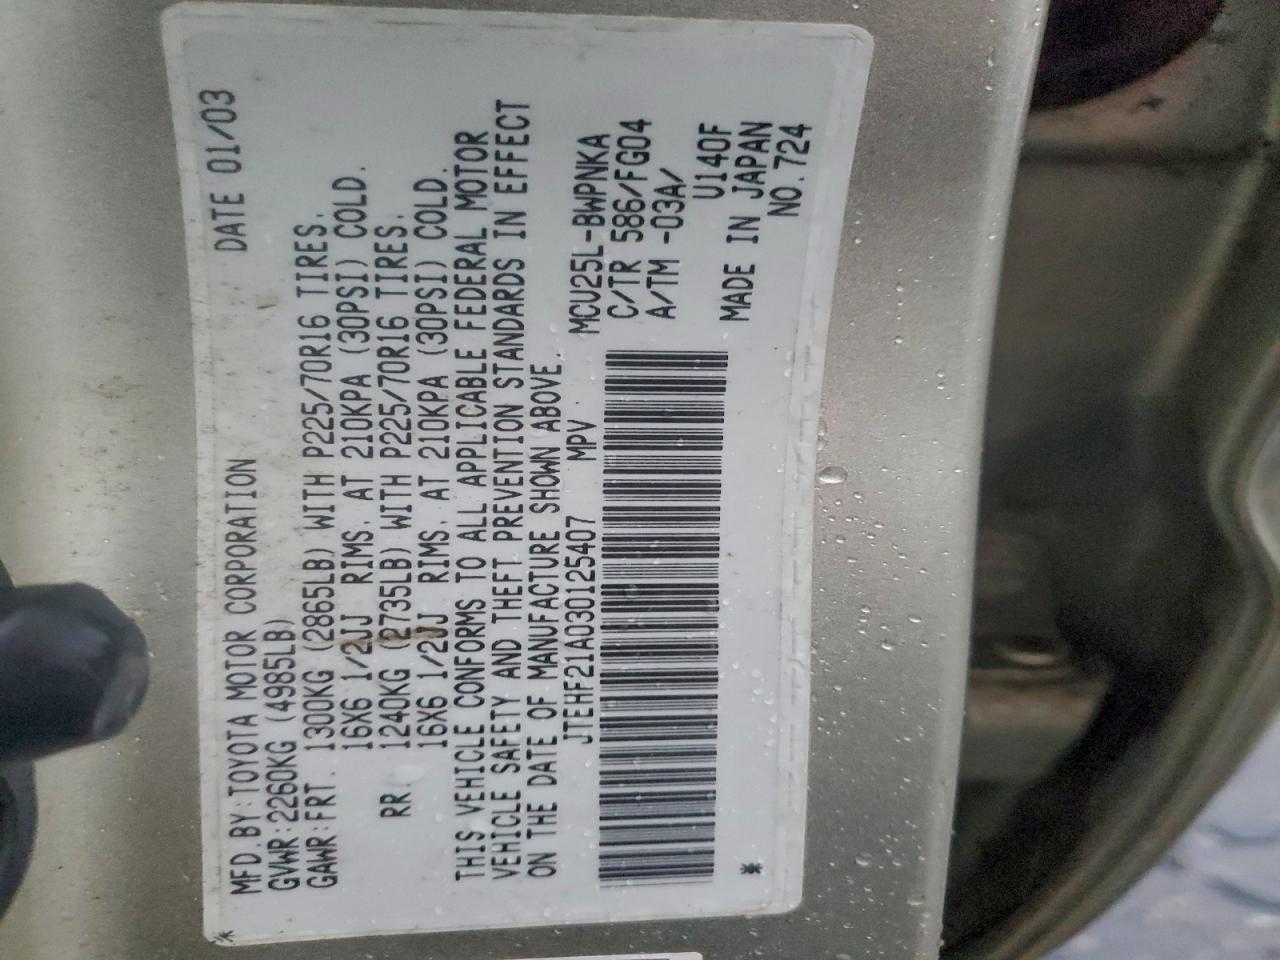 MFD.BY:TOYOTA MOTOR CORPORATION DATE 01/03
GVWR:2260KG (4985LB)
GAWR:FRT. 1300KG (2865LB) WITH P225/70R16 TIRES.
16X6 1/2JJ RIMS. AT 210KPA (30PSI) COLD.
RR. 1240KG (2735LB) WITH P225/70R16 TIRES.
16X6 1/2JJ RIMS. AT 210KPA (30PSI) COLD.
THIS VEHICLE CONFORMS TO ALL APPLICABLE FEDERAL MOTOR
VEHICLE SAFETY AND THEFT PREVENTION STANDARDS IN EFFECT
ON THE DATE OF MANUFACTURE SHOWN ABOVE.
JTEHF21A030125407 MPV MCU25L-BWPNKA
C/TR 586/FG04
A/TM -03A/
U140F
MADE IN JAPAN
NO.724